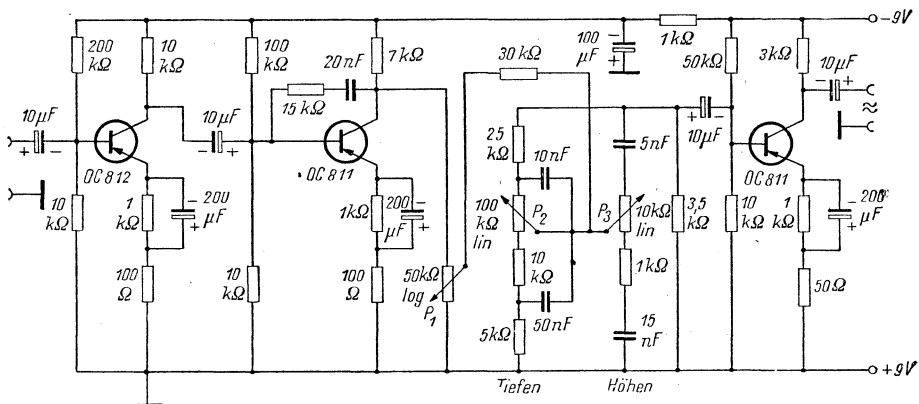 -9V
200
kΩ
10
kΩ
100
kΩ
20nF
15kΩ
7kΩ
30kΩ
100
µF
1kΩ
50kΩ
3kΩ
10µF
≈
10µF
OC 812
10µF
OC 811
25
kΩ
10nF
5nF
10µF
OC 811
10
kΩ
1
kΩ
200
µF
100
Ω
10
kΩ
1kΩ
200
µF
100
Ω
50kΩ
log
P1
100
kΩ
lin
P2
10
kΩ
50nF
5kΩ
P3
10kΩ
lin
1kΩ
15
nF
3,5
kΩ
10
kΩ
1
kΩ
200
µF
50Ω
+9V
Tiefen
Höhen